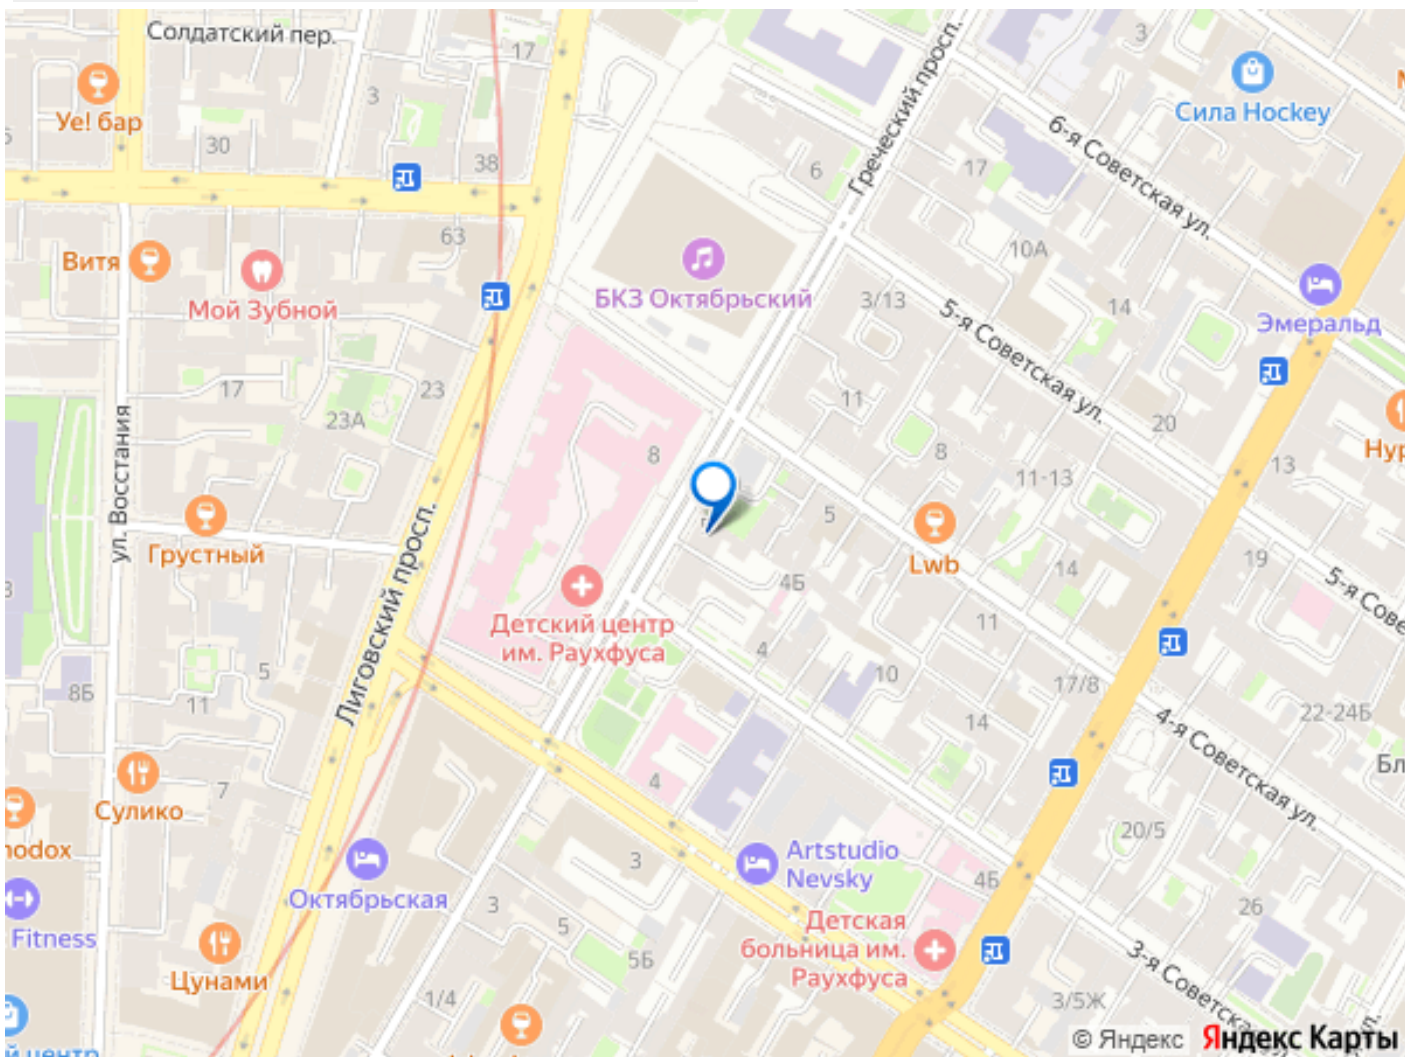 Солдатский пер.
17
3
Сила Hockey
3
Уе! бар
30
38
6
17
Греческий просп.
6-я Советская ул.
63
Витя
Мой Зубной
БКЗ Октябрьский
10А
3/13
14
5-я Советская ул.
Эмеральд
17
23
23А
11
20
8
8
11-13
13
ул. Восстания
Грустный
Лиговский просп.
5
Lwb
14
19
4Б
5-я Сове
Детский центр
им. Раухфуса
11
4
8Б
5
11
10
17/8
14
22-24Б
4-я Советская ул.
7
4
Сулико
20/5
3
Artstudio
Nevsky
4Б
Октябрьская
3
5
26
Fitness
Детская
больница им.
Раухфуса
5Б
Цунами
3-я Советская ул.
1/4
3/5Ж
© Яндекс Яндекс Карты